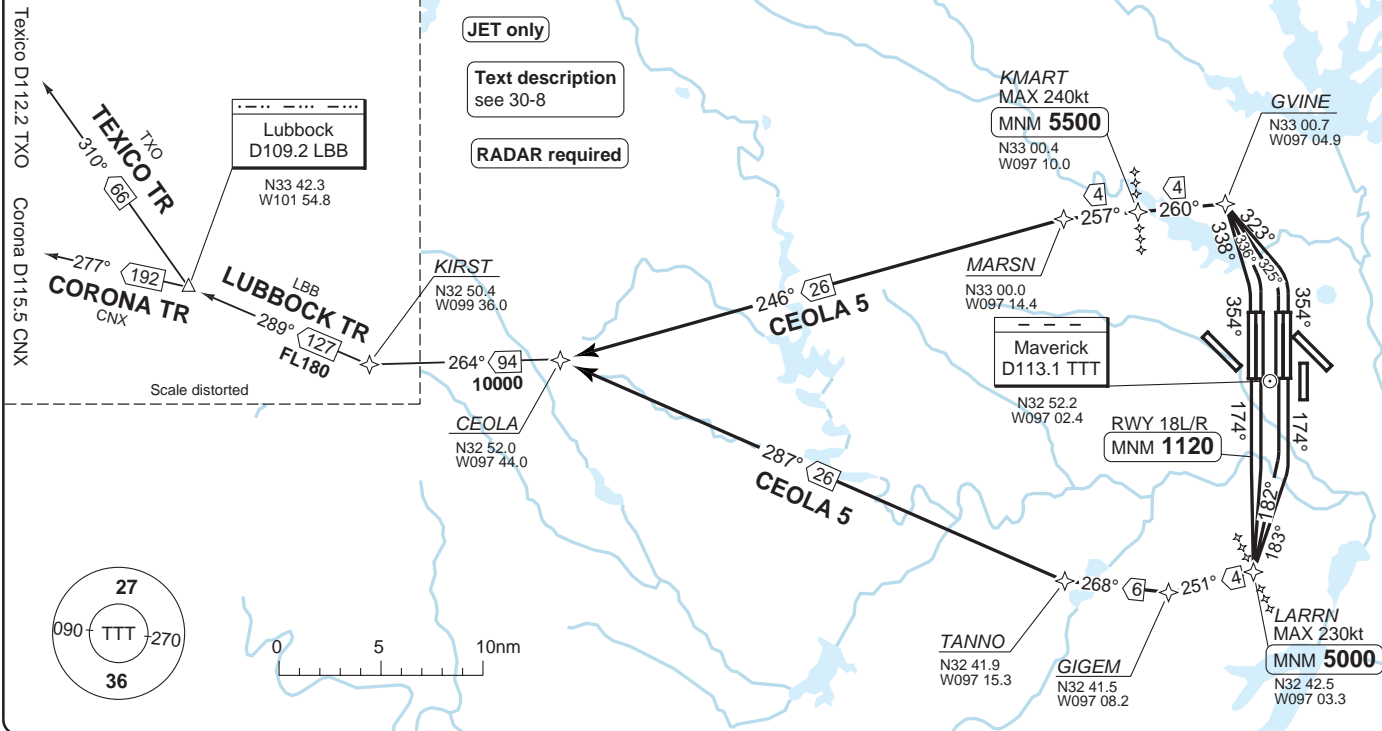 Texico D112.2 TXO Corona D115.5 CNX
JET only
Text description
see 30-8
RADAR required
Lubbock
D109.2 LBB
N33 42.3
W101 54.8
TXO
TEXICO TR
310°
66
277°
192
CORONA TR
CNX
LBB
LUBBOCK TR
289°
127
FL180
Scale distorted
KIRST
N32 50.4
W099 36.0
264°
94
10000
CEOLA
N32 52.0
W097 44.0
246°
26
CEOLA 5
287°
26
CEOLA 5
MARSN
N33 00.0
W097 14.4
257°
4
KMART
MAX 240kt
MNM 5500
N33 00.4
W097 10.0
260°
4
GVINE
N33 00.7
W097 04.9
323°
338°
336°
325°
354°
354°
Maverick
D113.1 TTT
N32 52.2
W097 02.4
RWY 18L/R
MNM 1120
174°
174°
182°
183°
TANNO
N32 41.9
W097 15.3
268°
6
GIGEM
N32 41.5
W097 08.2
251°
4
LARRN
MAX 230kt
MNM 5000
N32 42.5
W097 03.3
27
090
TTT
270
36
0 5 10nm